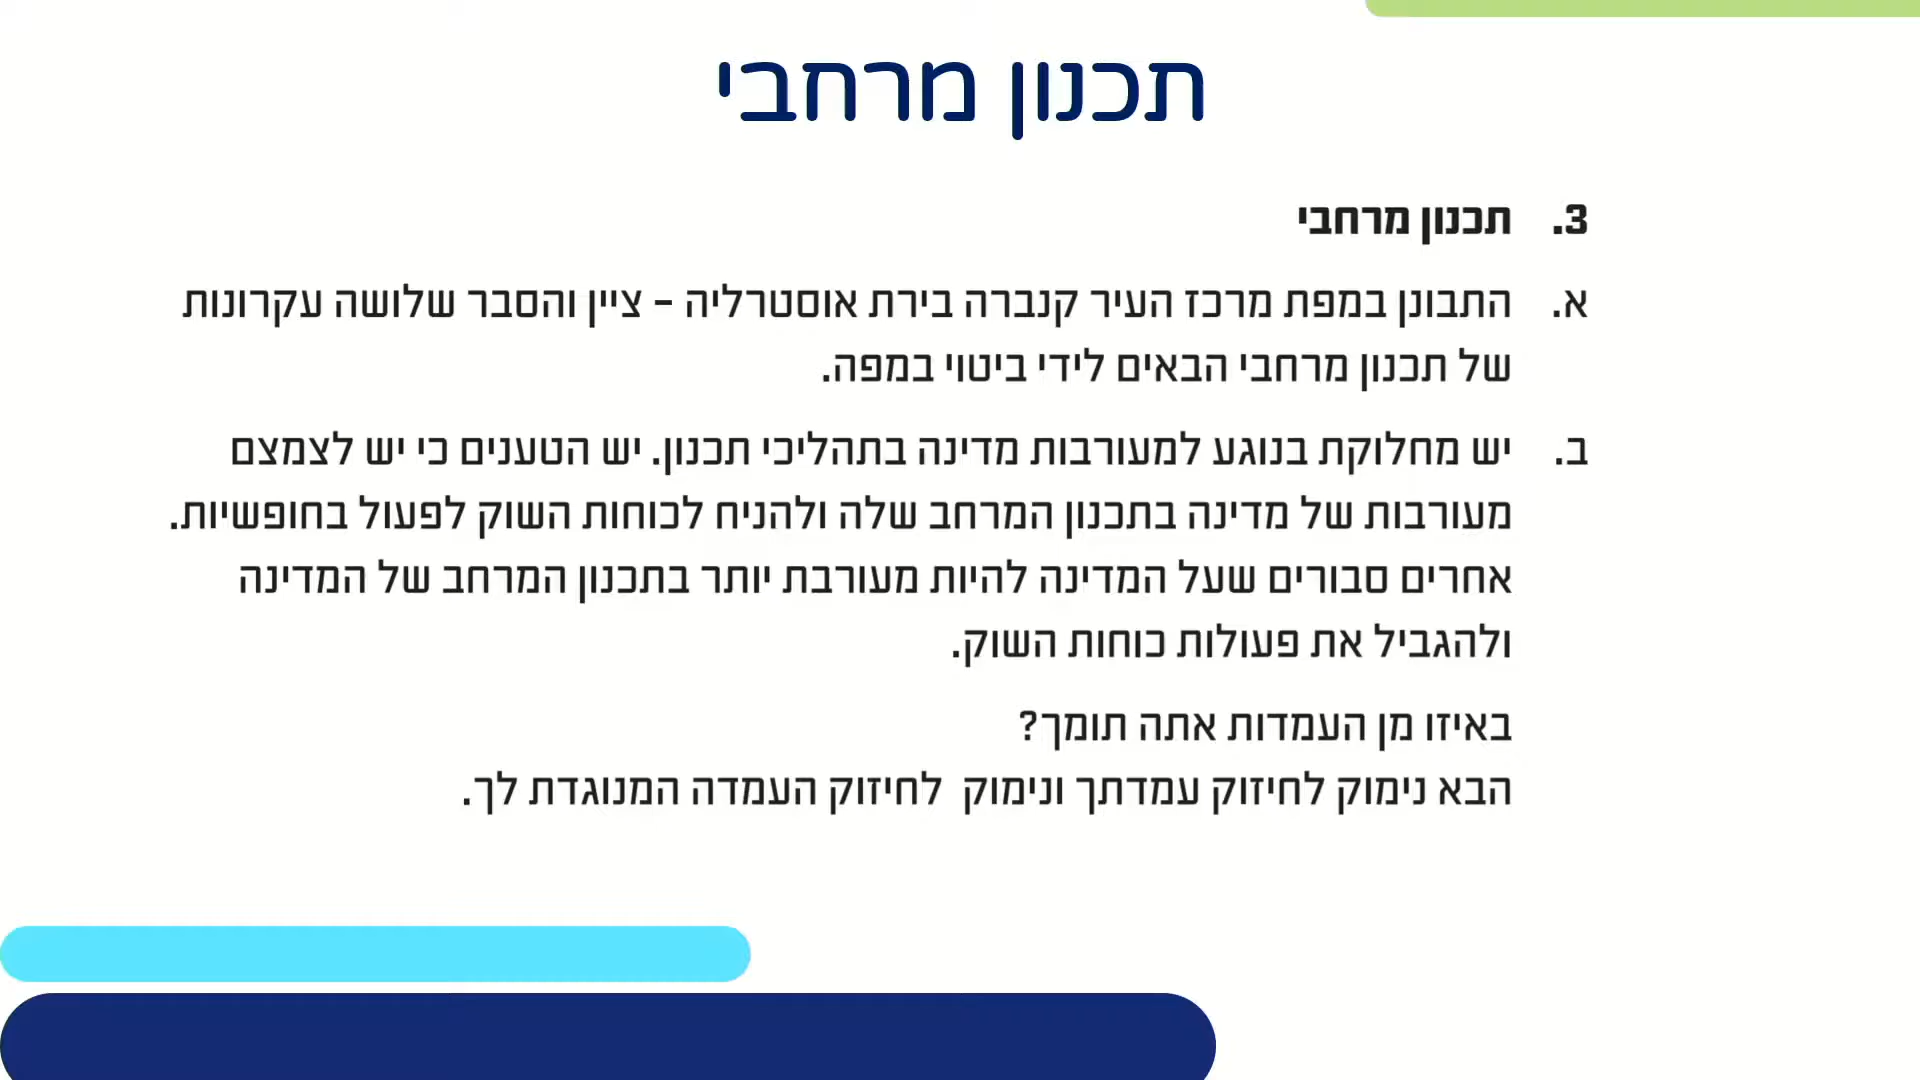 תכנון מרחבי
3. תכנון מרחבי
א. התבונן במפת מרכז העיר קנברה בירת אוסטרליה – ציין והסבר שלושה עקרונות
של תכנון מרחבי הבאים לידי ביטוי במפה.
ב. יש מחלוקת בנוגע למעורבות מדינה בתהליכי תכנון. יש הטענים כי יש לצמצם
מעורבות של מדינה בתכנון המרחב שלה ולהניח לכוחות השוק לפעול בחופשיות.
אחרים סבורים שעל המדינה להיות מעורבת יותר בתכנון המרחב של המדינה
ולהגביל את פעולות כוחות השוק.
באיזו מן העמדות אתה תומך?
הבא נימוק לחיזוק עמדתך ונימוק לחיזוק העמדה המנוגדת לך.